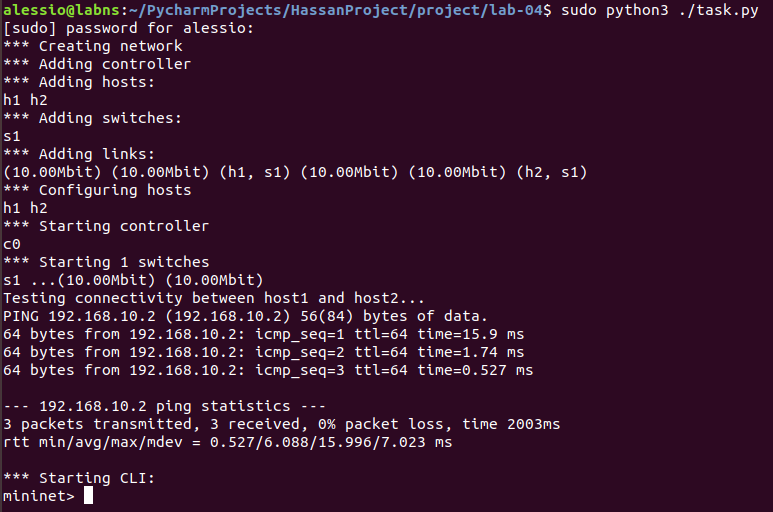 alessio@labns:~/PycharmProjects/HassanProject/project/lab-04$ sudo python3 ./task.py
[sudo] password for alessio:
*** Creating network
*** Adding controller
*** Adding hosts:
h1 h2
*** Adding switches:
s1
*** Adding links:
(10.00Mbit) (10.00Mbit) (h1, s1) (10.00Mbit) (10.00Mbit) (h2, s1)
*** Configuring hosts
h1 h2
*** Starting controller
c0
*** Starting 1 switches
s1 ...(10.00Mbit) (10.00Mbit)
Testing connectivity between host1 and host2...
PING 192.168.10.2 (192.168.10.2) 56(84) bytes of data.
64 bytes from 192.168.10.2: icmp_seq=1 ttl=64 time=15.9 ms
64 bytes from 192.168.10.2: icmp_seq=2 ttl=64 time=1.74 ms
64 bytes from 192.168.10.2: icmp_seq=3 ttl=64 time=0.527 ms
--- 192.168.10.2 ping statistics ---
3 packets transmitted, 3 received, 0% packet loss, time 2003ms
rtt min/avg/max/mdev = 0.527/6.088/15.996/7.023 ms
*** Starting CLI:
mininet>